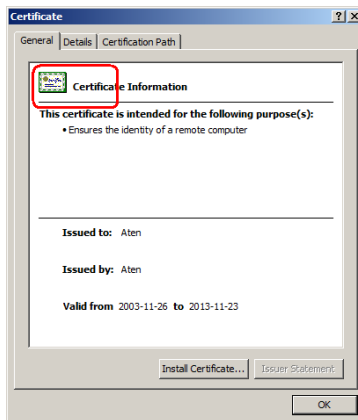 Certificate
General Details Certification Path
Certificate Information
This certificate is intended for the following purpose(s):
• Ensures the identity of a remote computer
Issued to: Aten
Issued by: Aten
Valid from 2003-11-26 to 2013-11-23
Install Certificate... Issuer Statement
OK